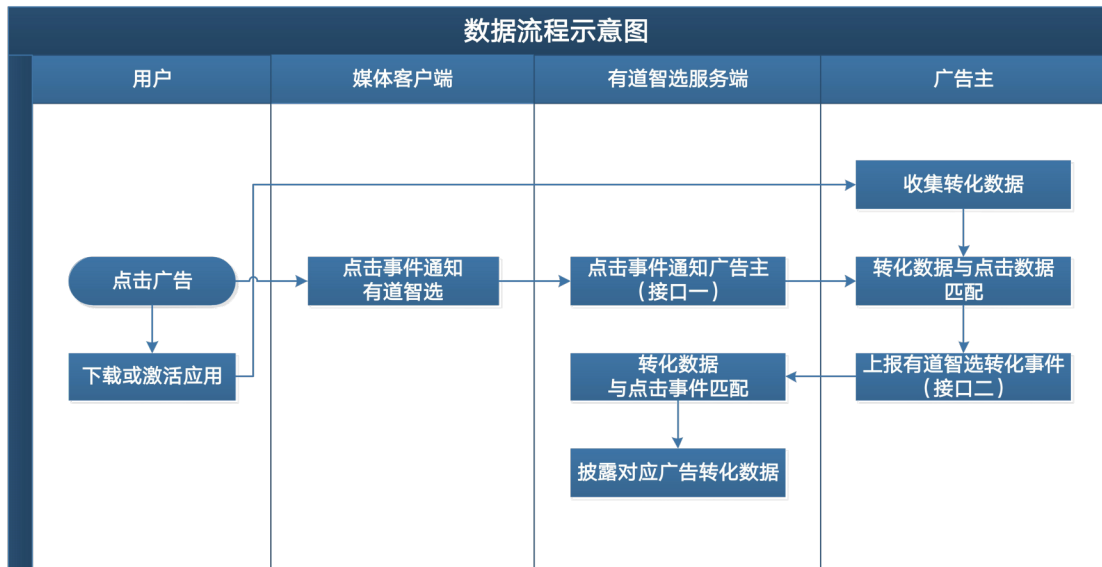 数据流程示意图
用户
媒体客户端
有道智选服务端
广告主
收集转化数据
点击广告
点击事件通知
有道智选
点击事件通知广告主
（接口一）
转化数据与点击数据
匹配
下载或激活应用
转化数据
与点击事件匹配
上报有道智选转化事件
（接口二）
披露对应广告转化数据